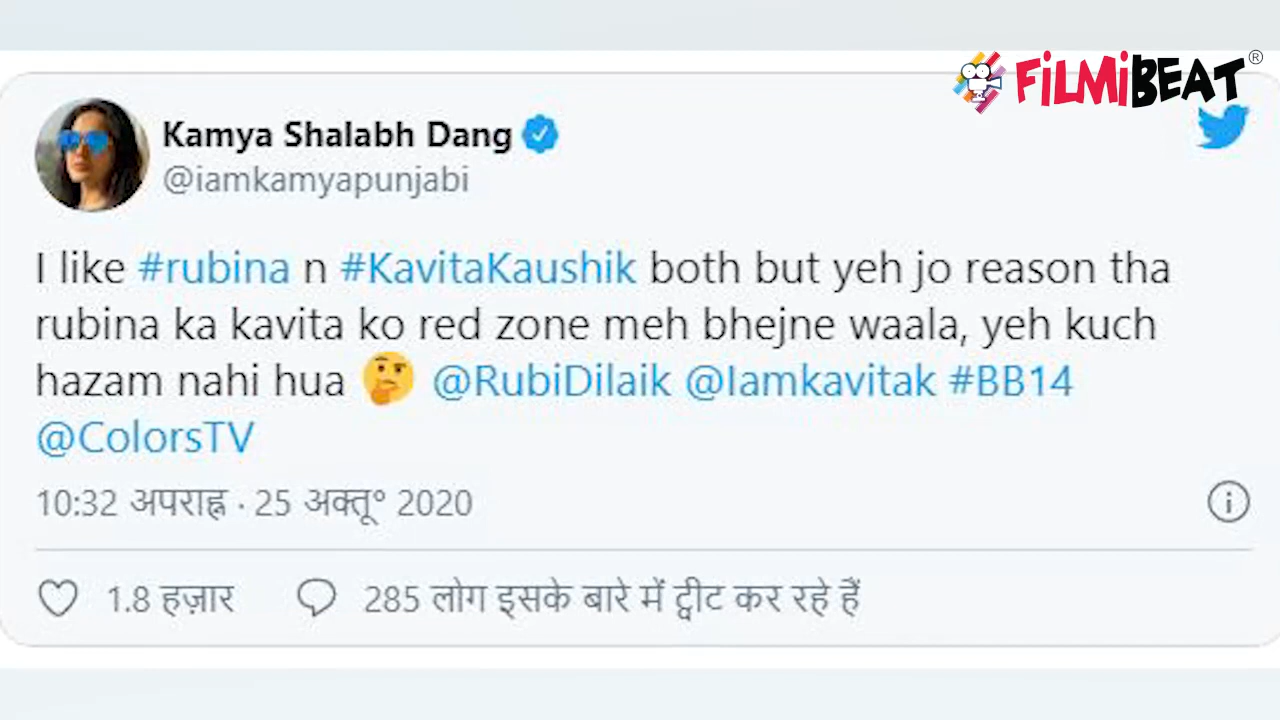 FiLMiBEAT®
Kamya Shalabh Dang
@iamkamyapunjabi
I like #rubina n #KavitaKaushik both but yeh jo reason tha
rubina ka kavita ko red zone meh bhejne waala, yeh kuch
hazam nahi hua 🤔 @RubiDilaik @Iamkavitak #BB14
@ColorsTV
10:32 अपराह्न · 25 अक्तू॰ 2020
1.8 हज़ार 285 लोग इसके बारे में ट्वीट कर रहे हैं